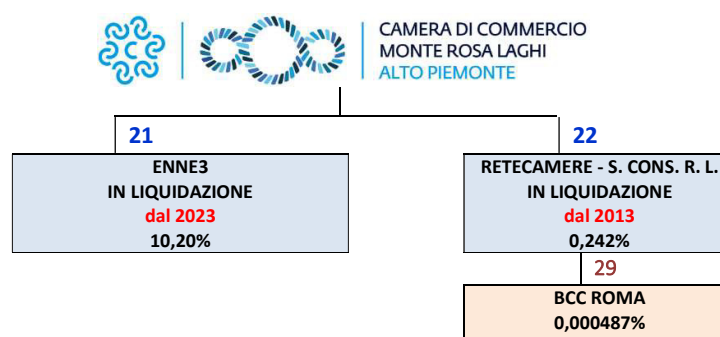 CAMERA DI COMMERCIO
MONTE ROSA LAGHI
ALTO PIEMONTE
21
ENNE3
IN LIQUIDAZIONE
dal 2023
10,20%
22
RETECAMERE - S. CONS. R. L.
IN LIQUIDAZIONE
dal 2013
0,242%
29
BCC ROMA
0,000487%